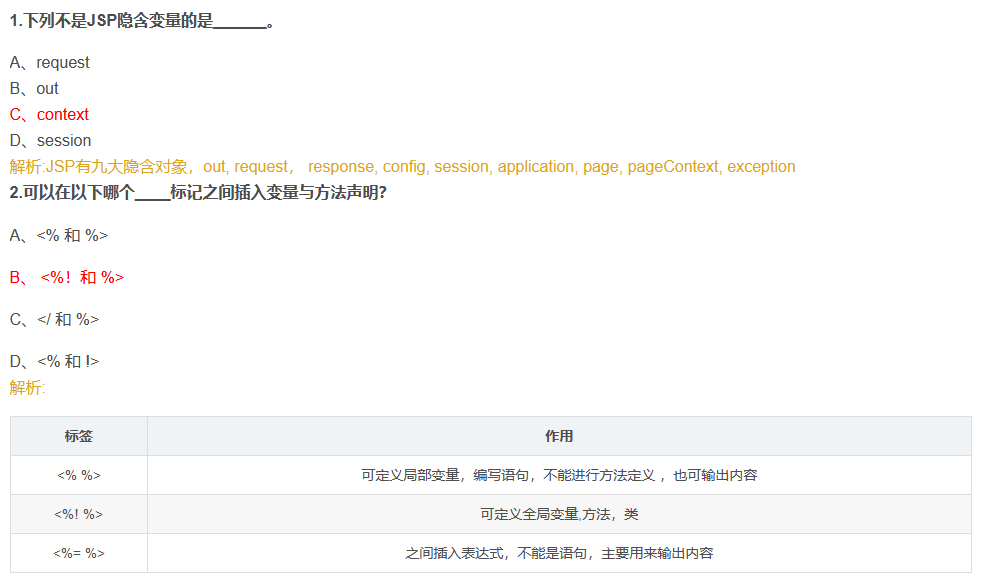 1.下列不是JSP隐含变量的是______。
A、request
B、out
C、context
D、session
解析:JSP有九大隐含对象，out, request， response, config, session, application, page, pageContext, exception
2.可以在以下哪个____标记之间插入变量与方法声明?
A、<% 和 %>
B、 <%！和 %>
C、</ 和 %>
D、<% 和 !>
解析:
标签 作用
<% %> 可定义局部变量，编写语句，不能进行方法定义 ，也可输出内容
<%! %> 可定义全局变量,方法，类
<%= %> 之间插入表达式，不能是语句，主要用来输出内容